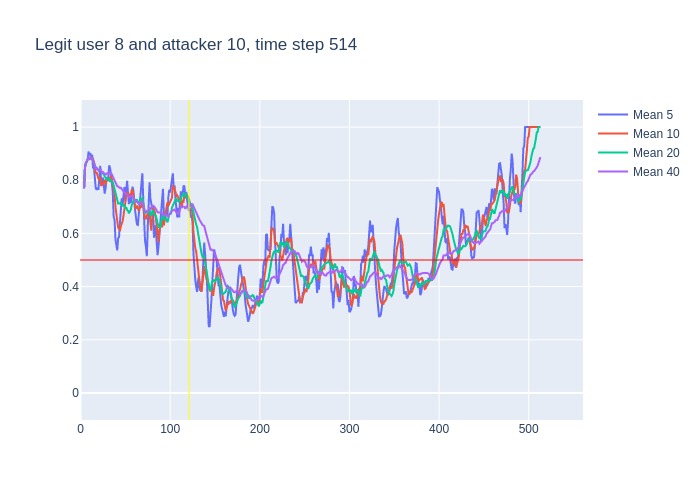 Legit user 8 and attacker 10, time step 514
Mean 5
Mean 10
Mean 20
Mean 40
1
0.8
0.6
0.4
0.2
0
0 100 200 300 400 500